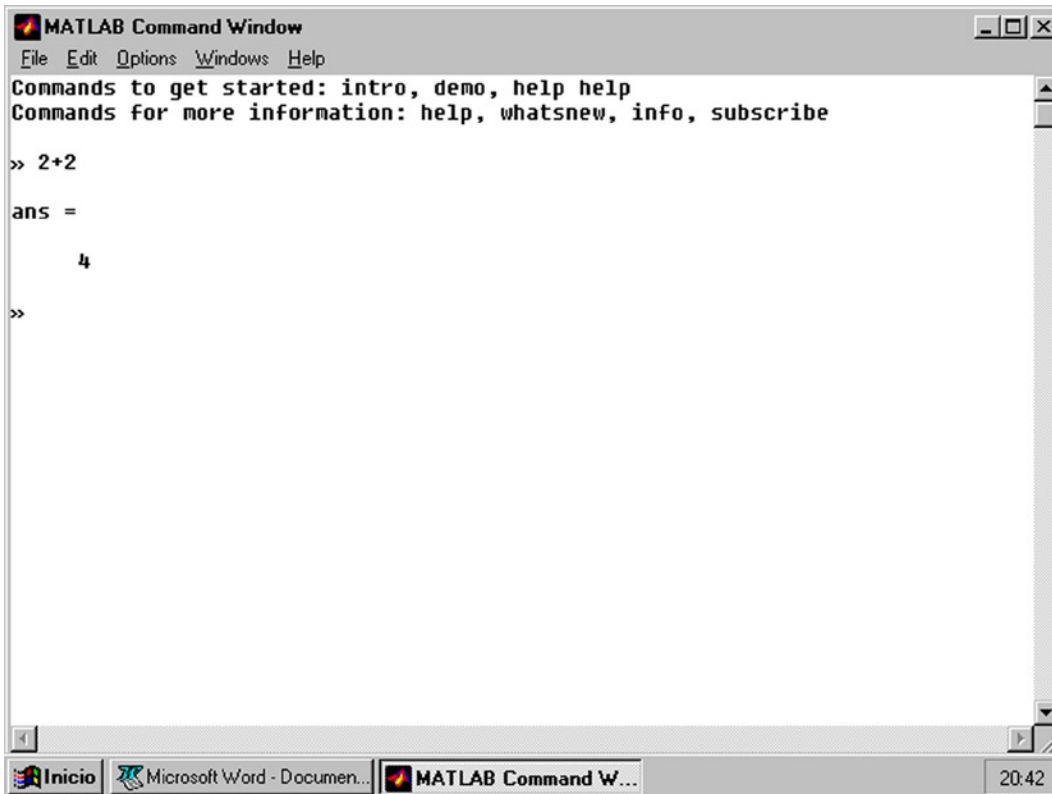 MATLAB Command Window
File Edit Options Windows Help
Commands to get started: intro, demo, help help
Commands for more information: help, whatsnew, info, subscribe
» 2+2
ans =
4
»
Inicio Microsoft Word - Documen... MATLAB Command W... 20:42